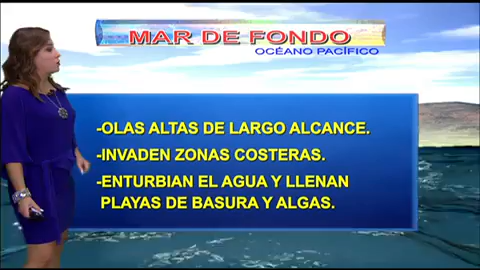 MAR DE FONDO
OCÉANO PACÍFICO
-OLAS ALTAS DE LARGO ALCANCE.
-INVADEN ZONAS COSTERAS.
-ENTURBIAN EL AGUA Y LLENAN
PLAYAS DE BASURA Y ALGAS.